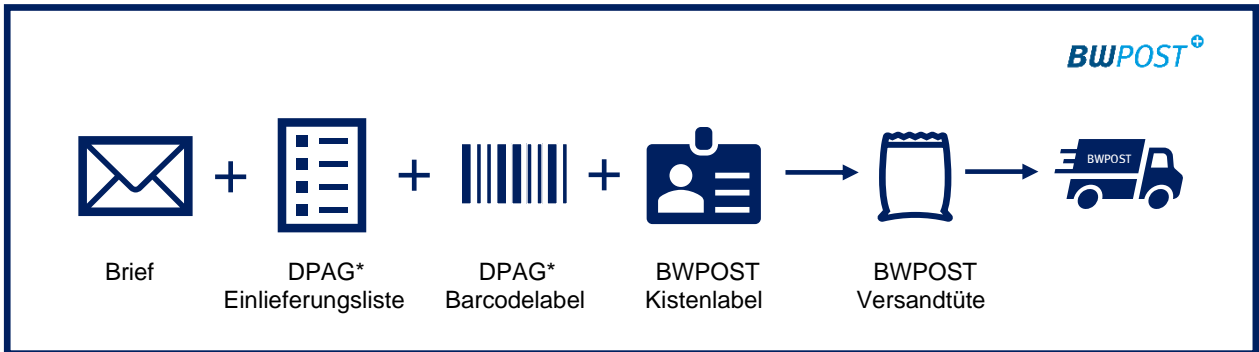 BWPOST+
BWPOST
Brief
DPAG*
Einlieferungsliste
DPAG*
Barcodelabel
BWPOST
Kistenlabel
BWPOST
Versandtüte